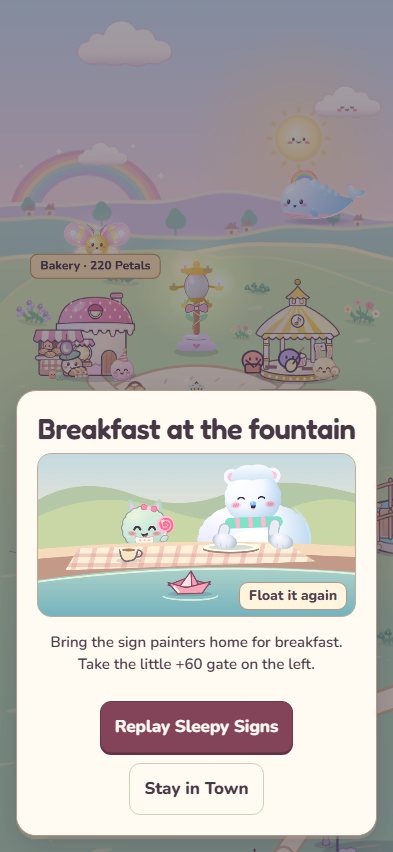 Bakery · 220 Petals
Breakfast at the fountain
Float it again
Bring the sign painters home for breakfast.
Take the little +60 gate on the left.
Replay Sleepy Signs
Stay in Town